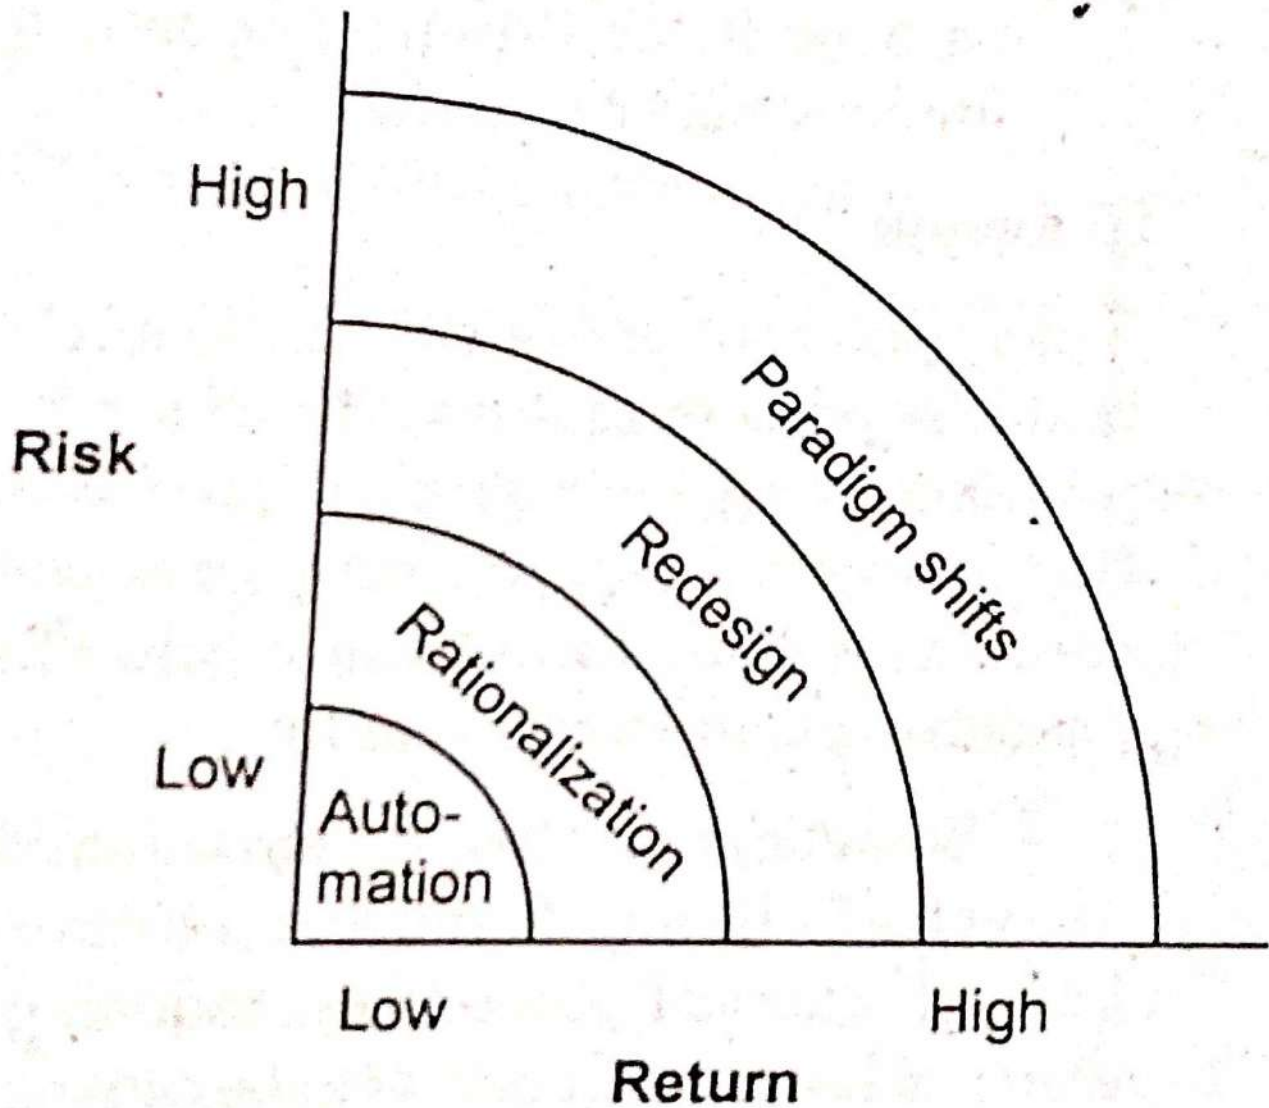 High
Paradigm shifts
Risk
Redesign
Rationalization
Low
Auto-
mation
Low
High
Return